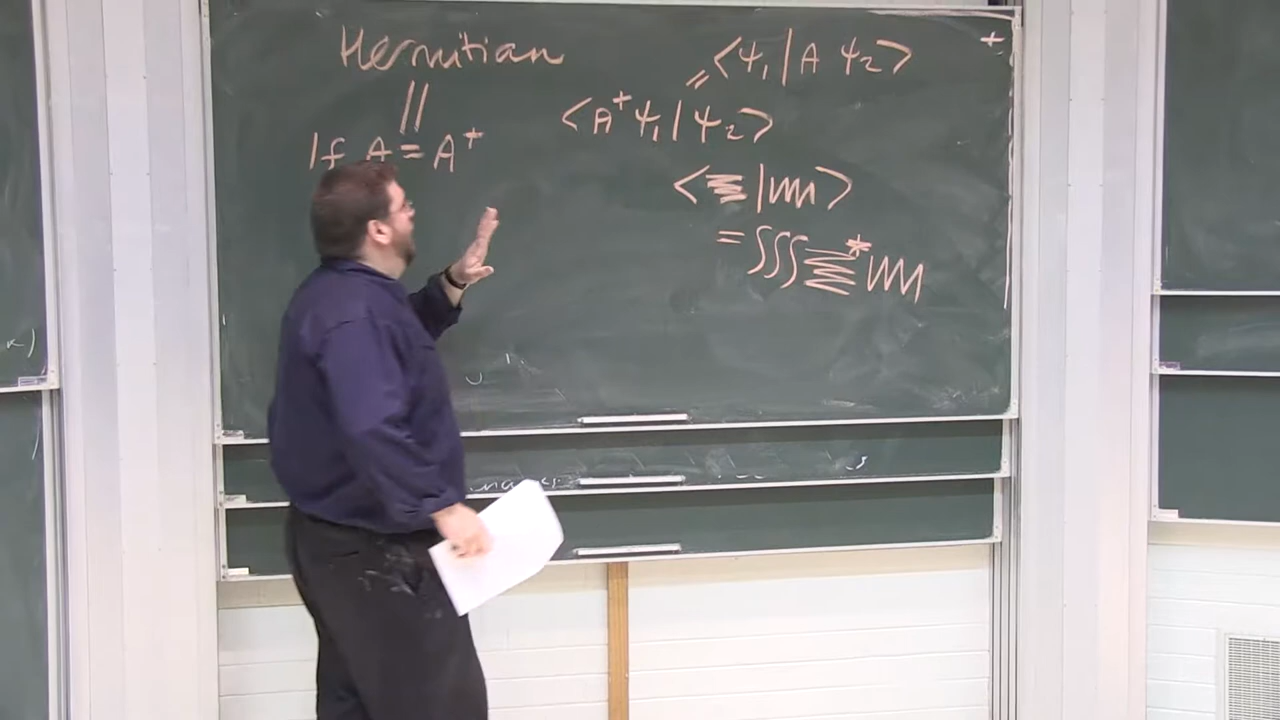 Hermitian
||
If A = A†
= <ψ₁|A ψ₂>
<A†ψ₁|ψ₂>
< | >
= ∫∫∫ *
+